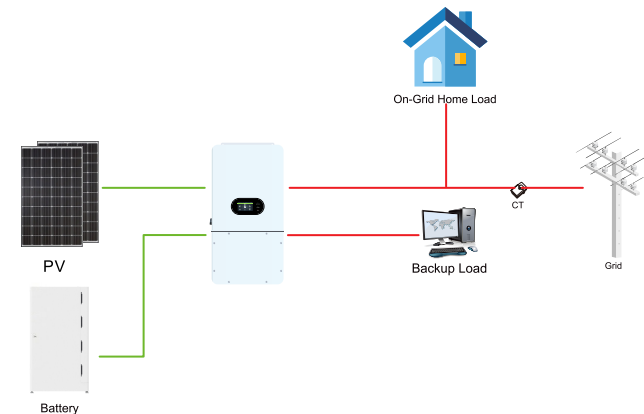 On-Grid Home Load
CT
PV
Backup Load
Grid
Battery